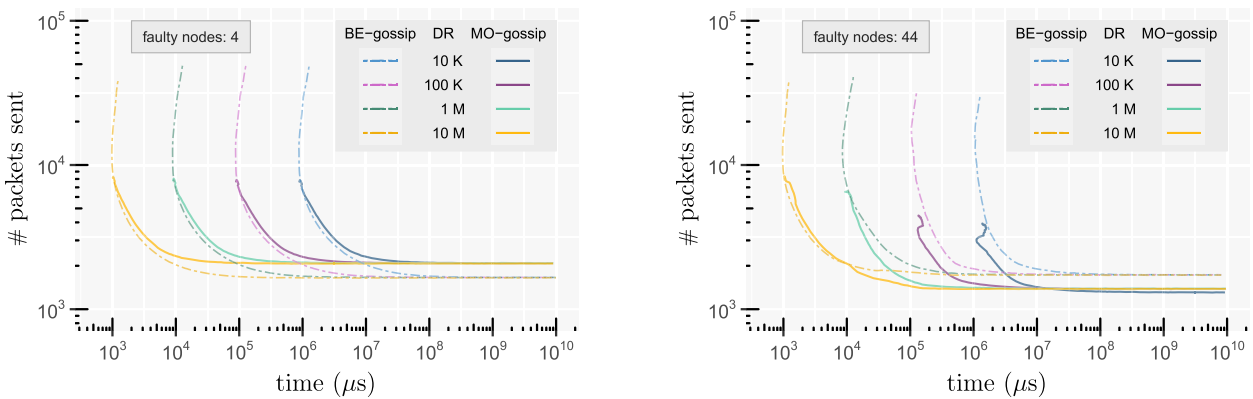 faulty nodes: 4
BE−gossip DR MO−gossip
10 K
100 K
1 M
10 M
# packets sent
10^5
10^4
10^3
10^3 10^4 10^5 10^6 10^7 10^8 10^9 10^10
time (μs)
faulty nodes: 44
BE−gossip DR MO−gossip
10 K
100 K
1 M
10 M
# packets sent
10^5
10^4
10^3
10^3 10^4 10^5 10^6 10^7 10^8 10^9 10^10
time (μs)